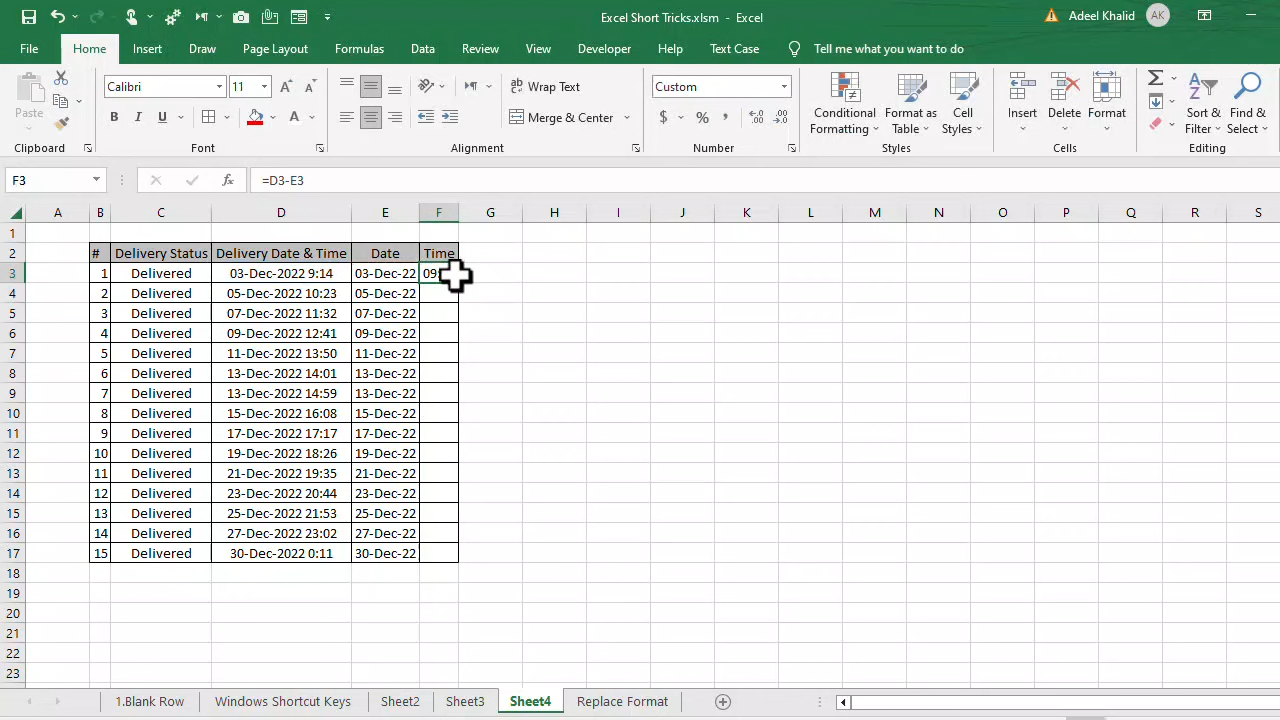 Excel Short Tricks.xlsm - Excel
Adeel Khalid
AK
File Home Insert Draw Page Layout Formulas Data Review View Developer Help Text Case Tell me what you want to do
Paste
Calibri 11
Wrap Text
Merge & Center
Custom
Conditional Formatting
Format as Table
Cell Styles
Insert Delete Format
Sort & Filter
Find & Select
Clipboard Font Alignment Number Styles Cells Editing
F3 =D3-E3
A B C D E F G H I J K L M N O P Q R S
1
2 # Delivery Status Delivery Date & Time Date Time
3 1 Delivered 03-Dec-2022 9:14 03-Dec-22
4 2 Delivered 05-Dec-2022 10:23 05-Dec-22
5 3 Delivered 07-Dec-2022 11:32 07-Dec-22
6 4 Delivered 09-Dec-2022 12:41 09-Dec-22
7 5 Delivered 11-Dec-2022 13:50 11-Dec-22
8 6 Delivered 13-Dec-2022 14:01 13-Dec-22
9 7 Delivered 13-Dec-2022 14:59 13-Dec-22
10 8 Delivered 15-Dec-2022 16:08 15-Dec-22
11 9 Delivered 17-Dec-2022 17:17 17-Dec-22
12 10 Delivered 19-Dec-2022 18:26 19-Dec-22
13 11 Delivered 21-Dec-2022 19:35 21-Dec-22
14 12 Delivered 23-Dec-2022 20:44 23-Dec-22
15 13 Delivered 25-Dec-2022 21:53 25-Dec-22
16 14 Delivered 27-Dec-2022 23:02 27-Dec-22
17 15 Delivered 30-Dec-2022 0:11 30-Dec-22
18
19
20
21
22
23
1.Blank Row Windows Shortcut Keys Sheet2 Sheet3 Sheet4 Replace Format